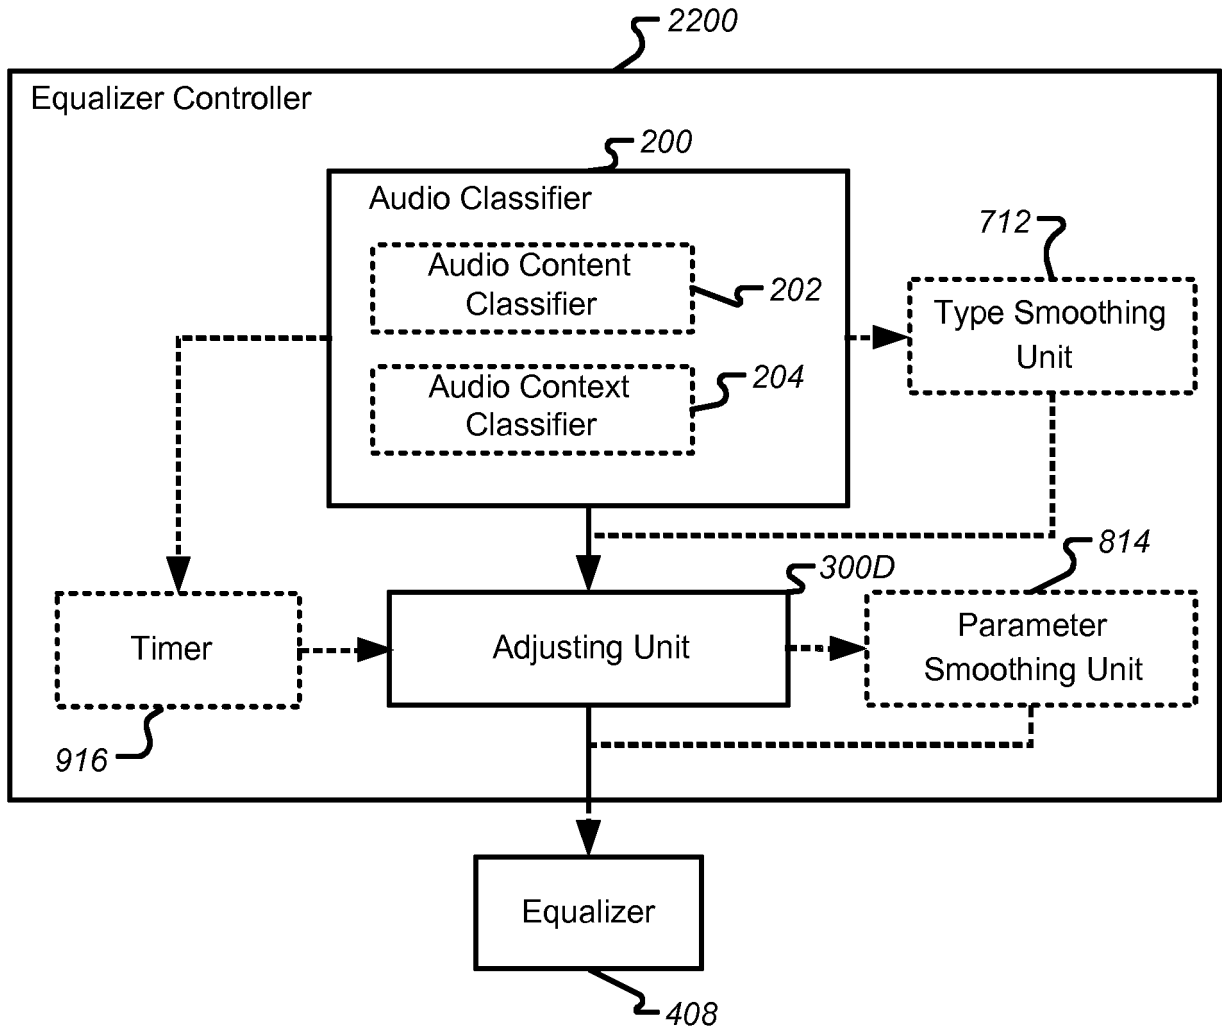 2200
Equalizer Controller
200
Audio Classifier
712
Audio Content
Classifier
202
Type Smoothing
Unit
Audio Context
Classifier
204
814
300D
Timer
Adjusting Unit
Parameter
Smoothing Unit
916
Equalizer
408